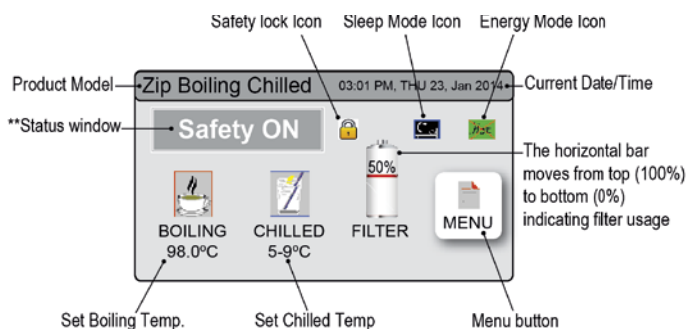 Safety lock Icon
Sleep Mode Icon
Energy Mode Icon
Product Model
Zip Boiling Chilled
03:01 PM, THU 23, Jan 2014
Current Date/Time
**Status window
Safety ON
Hot
50%
The horizontal bar
moves from top (100%)
to bottom (0%)
indicating filter usage
BOILING
98.0ºC
CHILLED
5-9ºC
FILTER
MENU
Set Boiling Temp.
Set Chilled Temp
Menu button